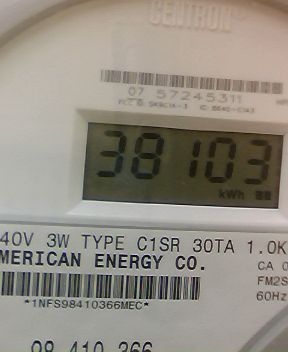 CENTRON
07 57245311
38103
kWh
40V 3W TYPE C1SR 30TA 1.0K
MERICAN ENERGY CO.
CA 0
FM2S
60Hz
*1NFS98410366MEC*
98 410 366